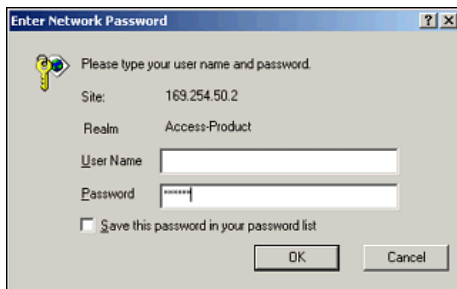 Enter Network Password
Please type your user name and password.
Site: 169.254.50.2
Realm Access-Product
User Name
Password ******
Save this password in your password list
OK Cancel